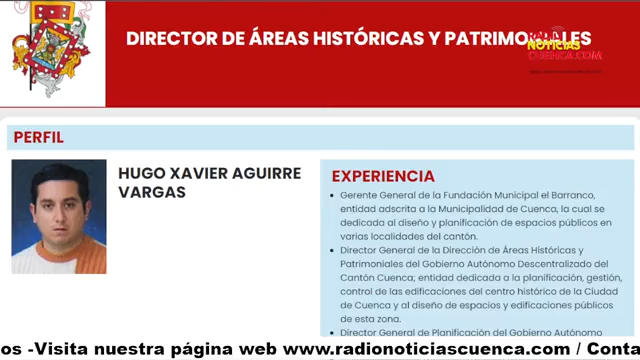 DIRECTOR DE ÁREAS HISTÓRICAS Y PATRIMONIALES
RADIO
NOTICIAS
CUENCA.COM
PERFIL
HUGO XAVIER AGUIRRE
VARGAS
EXPERIENCIA
• Gerente General de la Fundación Municipal el Barranco,
entidad adscrita a la Municipalidad de Cuenca, la cual se
dedicada al diseño y planificación de espacios públicos en
varias localidades del cantón.
• Director General de la Dirección de Áreas Históricas y
Patrimoniales del Gobierno Autónomo Descentralizado del
Cantón Cuenca; entidad dedicada a la planificación, gestión,
control de las edificaciones del centro histórico de la Ciudad
de Cuenca y al diseño de espacios y edificaciones públicos
de esta zona.
• Director General de Planificación del Gobierno Autónomo
os -Visita nuestra página web www.radionoticiascuenca.com / Conta